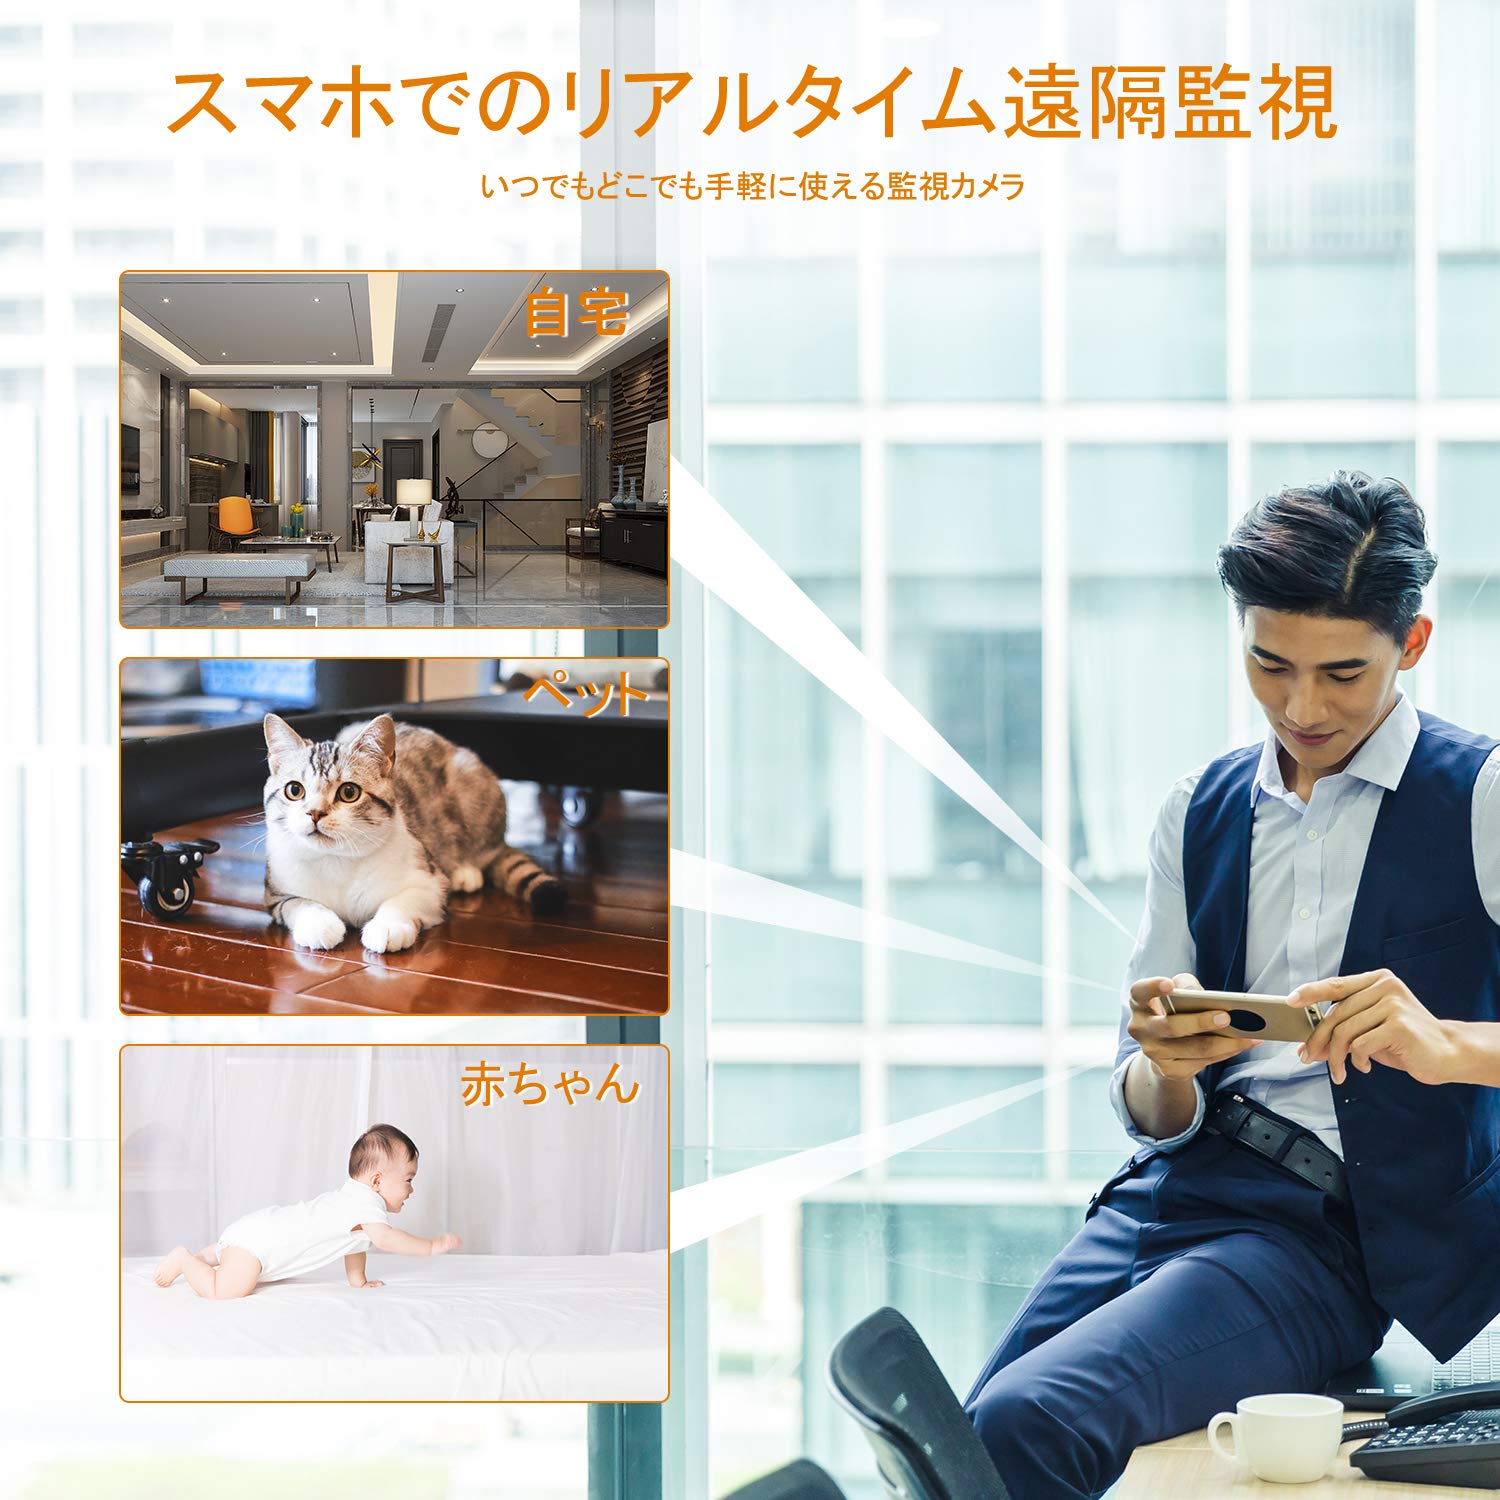 スマホでのリアルタイム遠隔監視
いつでもどこでも手軽に使える監視カメラ
自宅
ペット
赤ちゃん